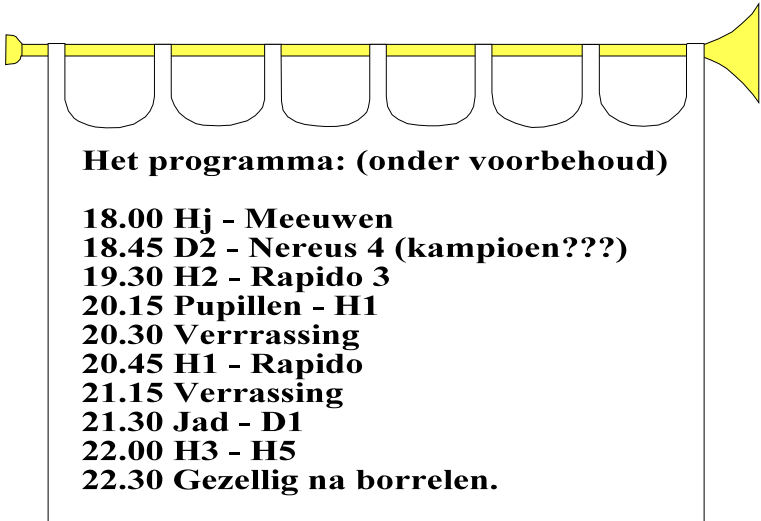 Het programma: (onder voorbehoud)
18.00 Hj - Meeuwen
18.45 D2 - Nereus 4 (kampioen???)
19.30 H2 - Rapido 3
20.15 Pupillen - H1
20.30 Verrrassing
20.45 H1 - Rapido
21.15 Verrassing
21.30 Jad - D1
22.00 H3 - H5
22.30 Gezellig na borrelen.